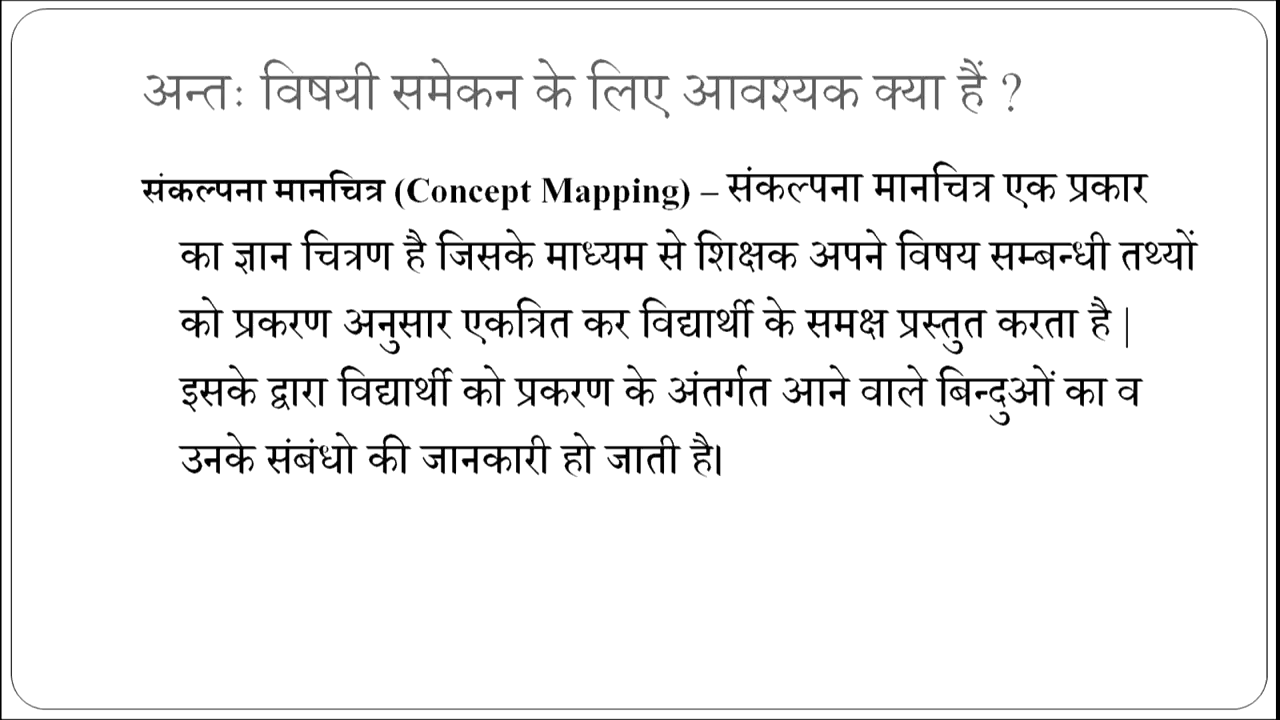 अन्तः विषयी समेकन के लिए आवश्यक क्या हैं ?
संकल्पना मानचित्र (Concept Mapping) – संकल्पना मानचित्र एक प्रकार
का ज्ञान चित्रण है जिसके माध्यम से शिक्षक अपने विषय सम्बन्धी तथ्यों
को प्रकरण अनुसार एकत्रित कर विद्यार्थी के समक्ष प्रस्तुत करता है |
इसके द्वारा विद्यार्थी को प्रकरण के अंतर्गत आने वाले बिन्दुओं का व
उनके संबंधो की जानकारी हो जाती है।